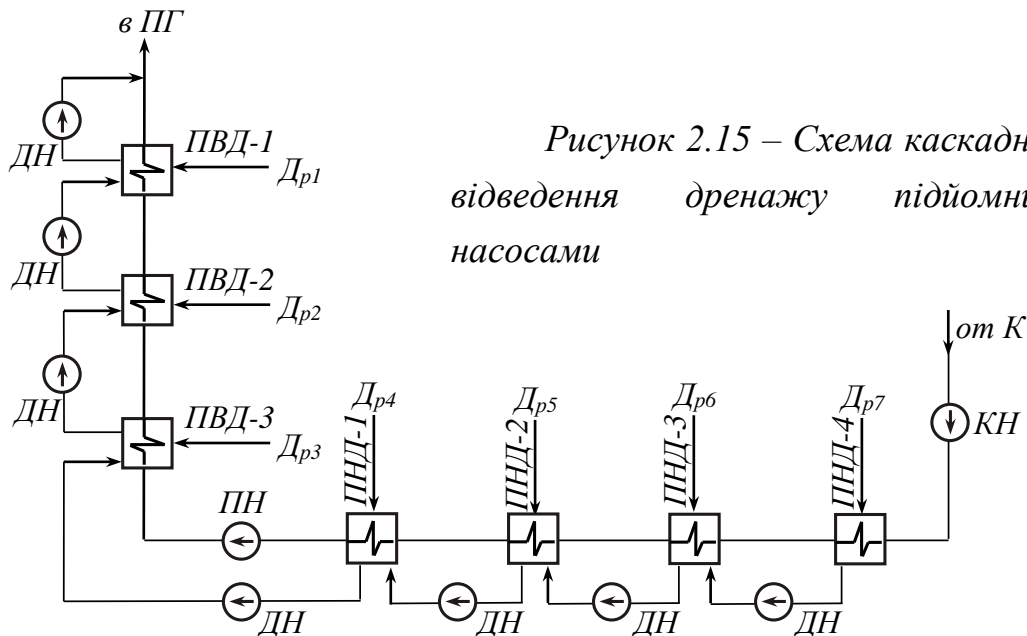 в ПГ
Рисунок 2.15 – Схема каскадн
відведення дренажу підйомни
насосами
ДН
ПВД-1
Др1
ДН
ПВД-2
Др2
от К
ДН
ПВД-3
Др3
Др4
Др5
Др6
Др7
КН
ПНД-1
ПНД-2
ПНД-3
ПНД-4
ПН
ДН
ДН
ДН
ДН